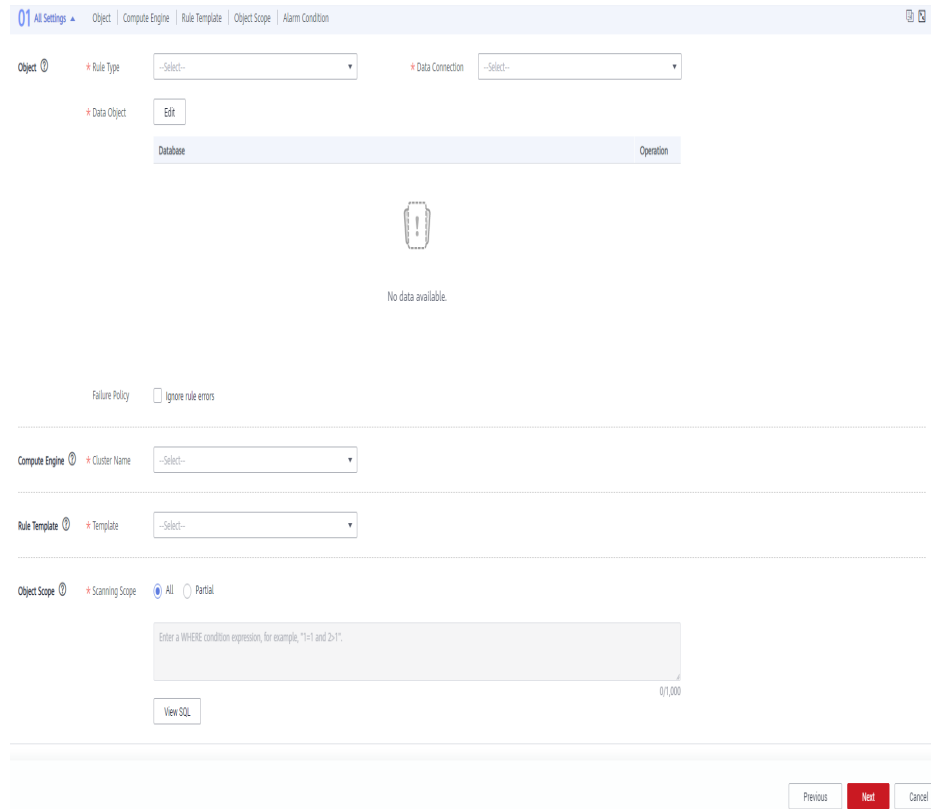 01 All Settings ▲ Object | Compute Engine | Rule Template | Object Scope | Alarm Condition
Object * Rule Type --Select-- * Data Connection --Select--
* Data Object Edit
Database Operation
No data available.
Failure Policy Ignore rule errors
Compute Engine * Cluster Name --Select--
Rule Template * Template --Select--
Object Scope * Scanning Scope All Partial
Enter a WHERE condition expression, for example, "1=1 and 2>1".
0/1,000
View SQL
Previous Next Cancel